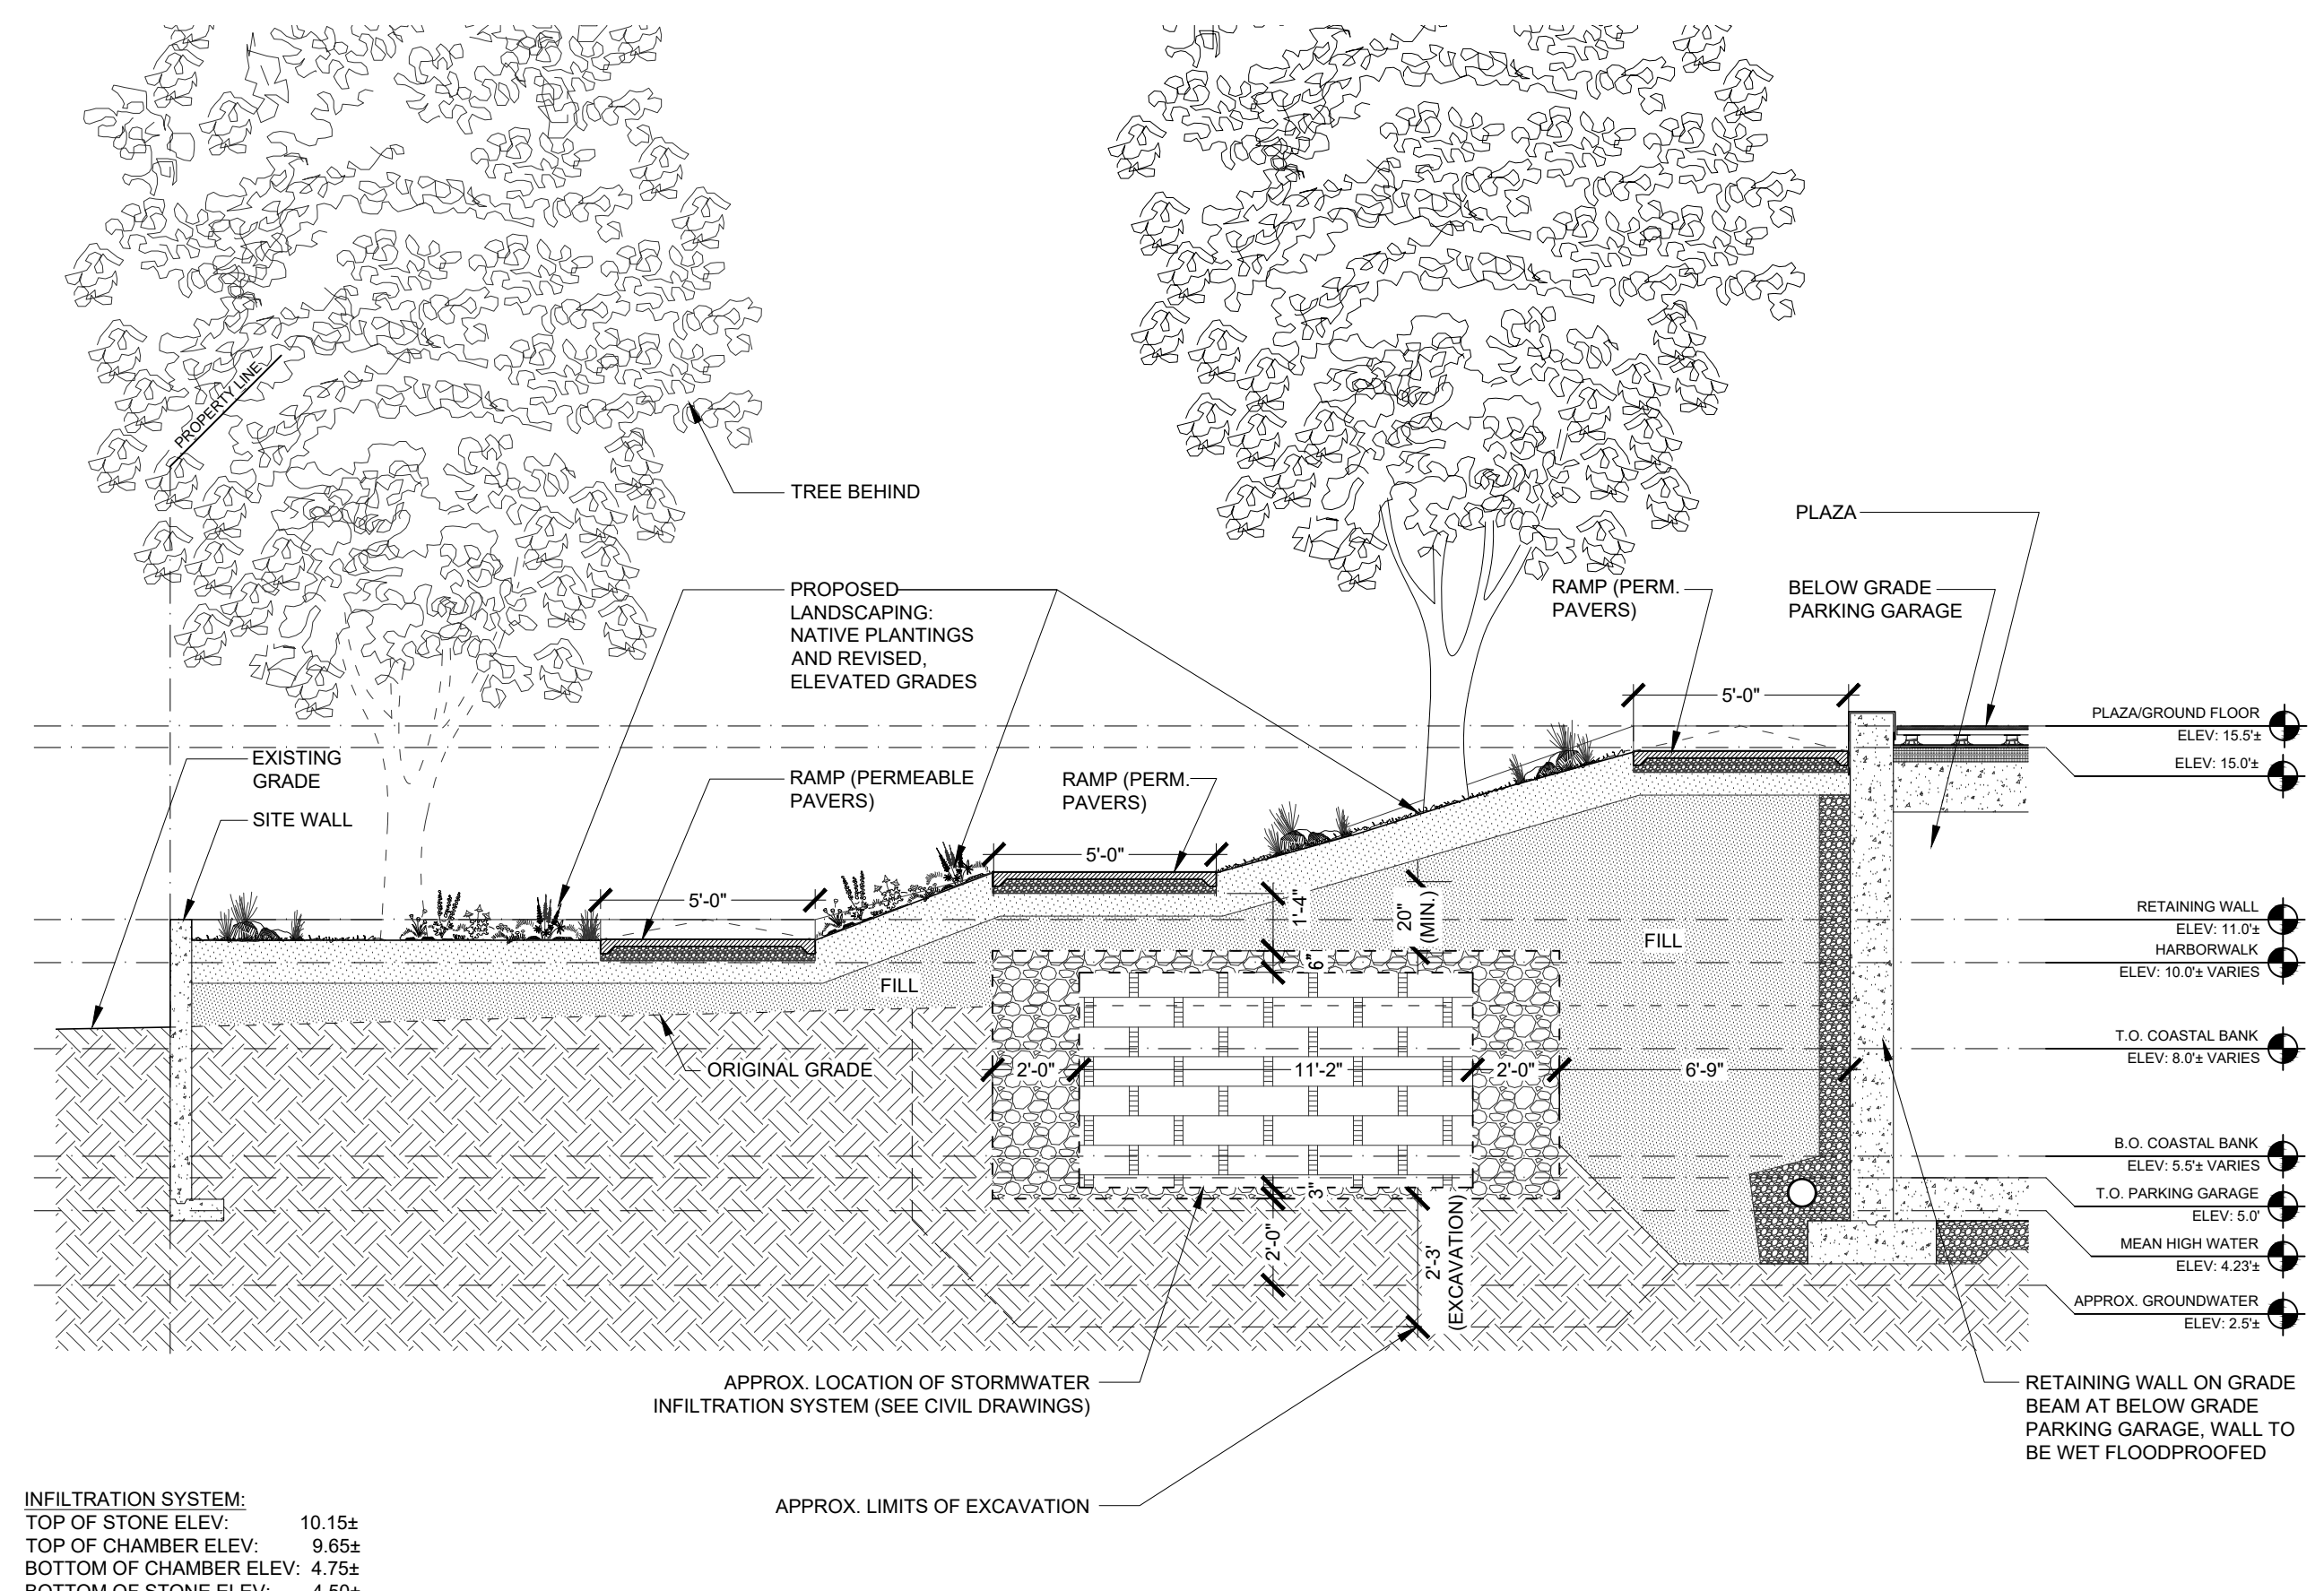 PROPERTY LINE
TREE BEHIND
PLAZA
PROPOSED
LANDSCAPING:
NATIVE PLANTINGS
AND REVISED,
ELEVATED GRADES
RAMP (PERM.
PAVERS)
BELOW GRADE
PARKING GARAGE
5'-0"
PLAZA/GROUND FLOOR
ELEV: 15.5'±
EXISTING
GRADE
ELEV: 15.0'±
RAMP (PERMEABLE
PAVERS)
RAMP (PERM.
PAVERS)
SITE WALL
5'-0"
5'-0"
1'-4"
20"
(MIN.)
RETAINING WALL
ELEV: 11.0'±
FILL
HARBORWALK
ELEV: 10.0'± VARIES
6"
FILL
T.O. COASTAL BANK
ELEV: 8.0'± VARIES
ORIGINAL GRADE
2'-0"
11'-2"
2'-0"
6'-9"
B.O. COASTAL BANK
ELEV: 5.5'± VARIES
3"
T.O. PARKING GARAGE
ELEV: 5.0'
2'-0"
2'-3'
(EXCAVATION)
MEAN HIGH WATER
ELEV: 4.23'±
APPROX. GROUNDWATER
ELEV: 2.5'±
APPROX. LOCATION OF STORMWATER
INFILTRATION SYSTEM (SEE CIVIL DRAWINGS)
RETAINING WALL ON GRADE
BEAM AT BELOW GRADE
PARKING GARAGE, WALL TO
BE WET FLOODPROOFED
APPROX. LIMITS OF EXCAVATION
INFILTRATION SYSTEM:
TOP OF STONE ELEV: 10.15±
TOP OF CHAMBER ELEV: 9.65±
BOTTOM OF CHAMBER ELEV: 4.75±
BOTTOM OF STONE ELEV: 4.50±